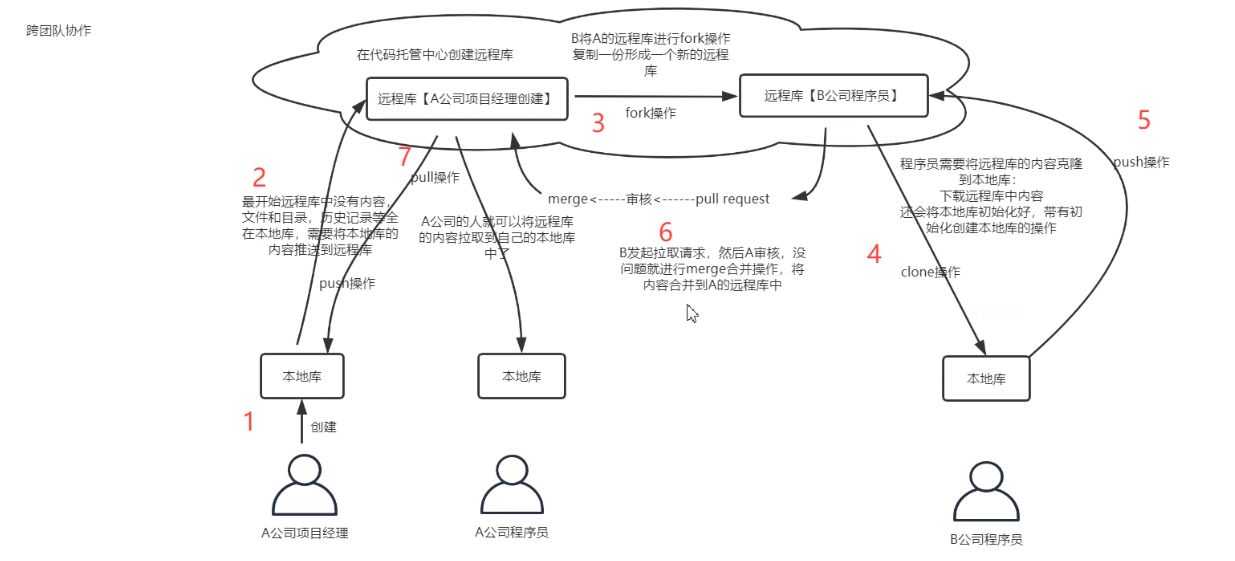 跨团队协作
在代码托管中心创建远程库
B将A的远程库进行fork操作
复制一份形成一个新的远程
库
远程库【A公司项目经理创建】
fork操作
远程库【B公司程序员】
3
5
push操作
2
最开始远程库中没有内容，
文件和目录，历史记录等全
在本地库，需要将本地库的
内容推送到远程库
push操作
7
pull操作
A公司的人就可以将远程库
的内容拉取到自己的本地库
中了
merge<-----审核<------pull request
6
B发起拉取请求，然后A审核，没
问题就进行merge合并操作，将
内容合并到A的远程库中
程序员需要将远程库的内容克隆
到本地库：
下载远程库中内容
还会将本地库初始化好，带有初
始化创建本地库的操作
4
clone操作
本地库
本地库
本地库
1
创建
A公司项目经理
A公司程序员
B公司程序员